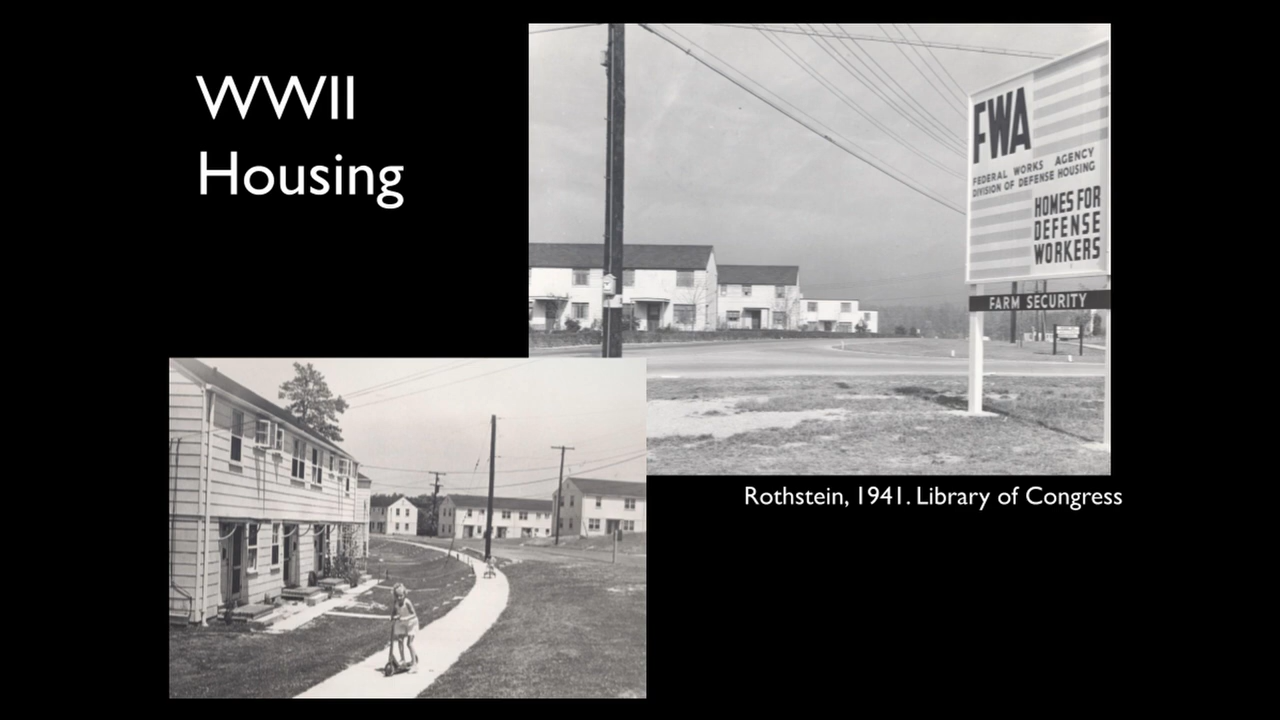 WWII
Housing
FWA
FEDERAL WORKS AGENCY
DIVISION OF DEFENSE HOUSING
HOMES FOR
DEFENSE
WORKERS
FARM SECURITY
Rothstein, 1941. Library of Congress